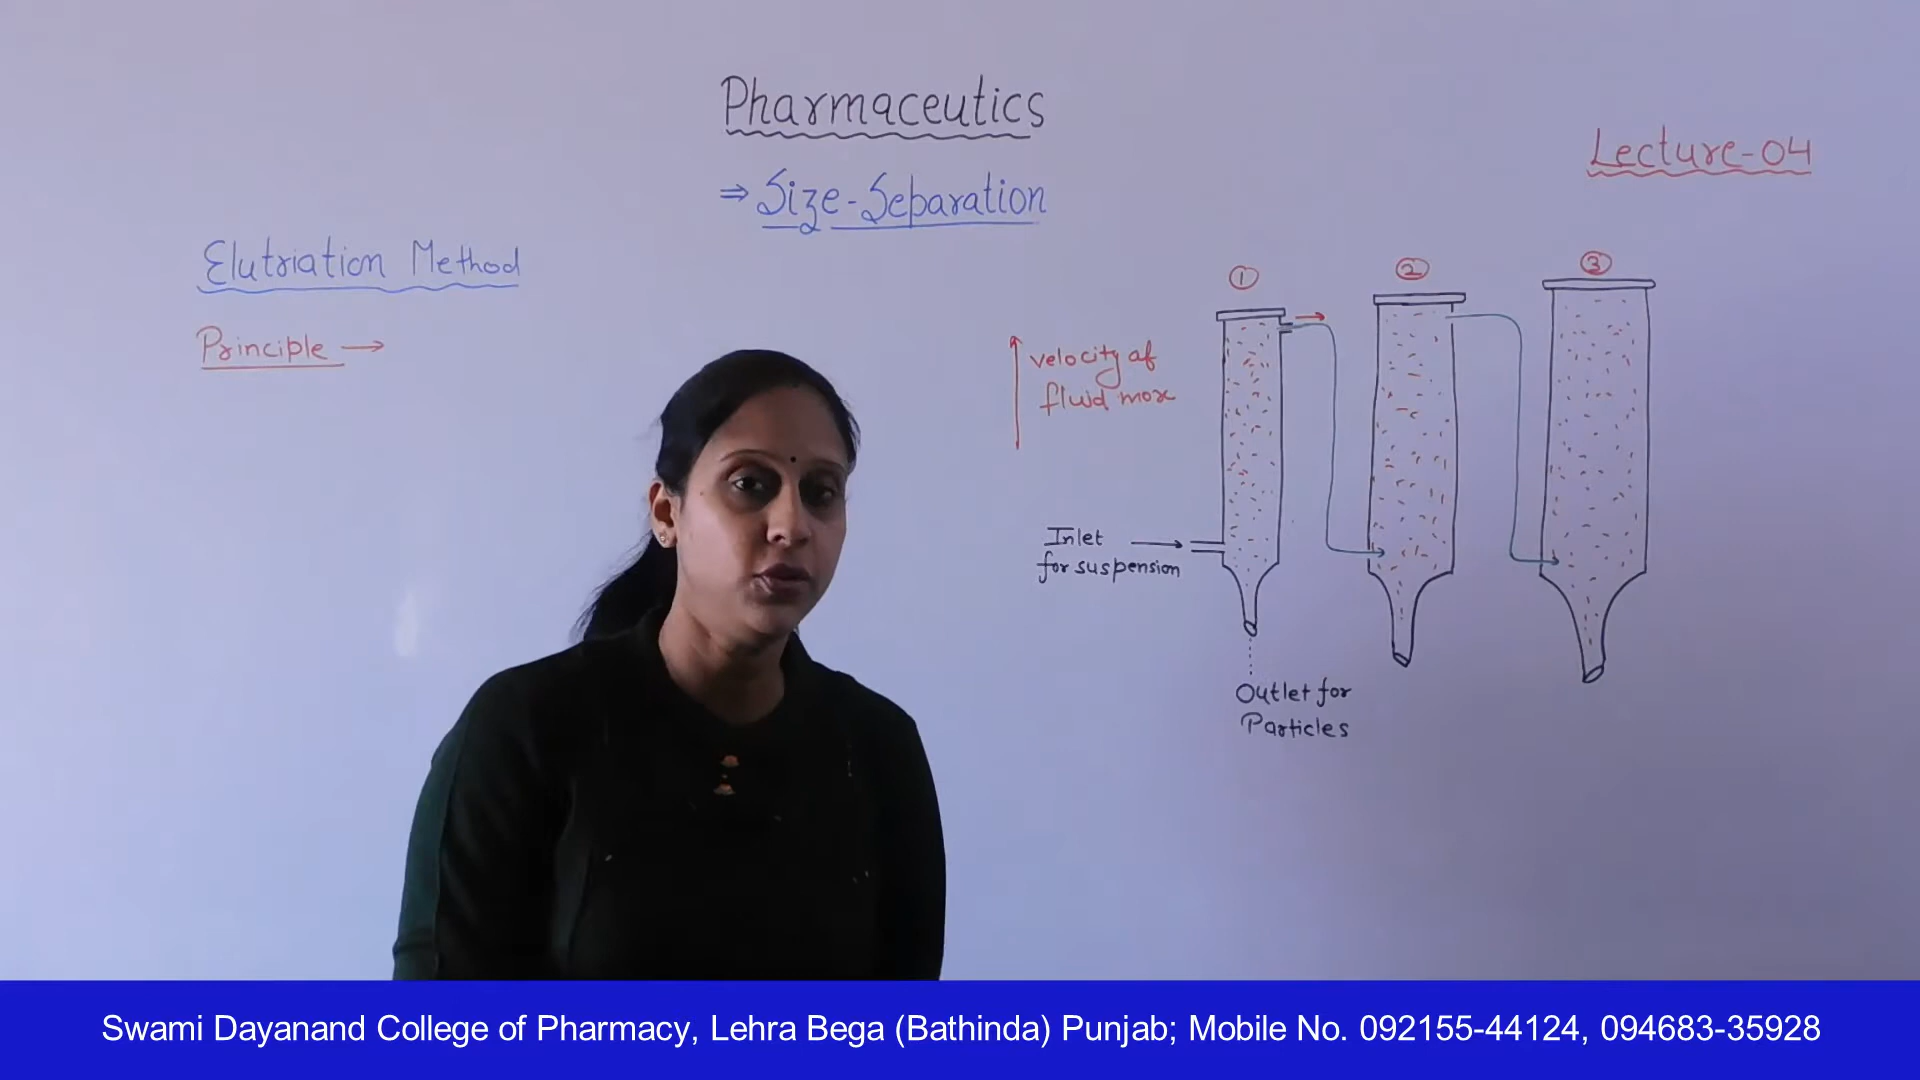 Pharmaceutics
⇒ Size-Separation
Lecture-04
Elutriation Method
Principle →
① ② ③
velocity of
fluid more
Inlet →
for suspension
Outlet for
Particles
Swami Dayanand College of Pharmacy, Lehra Bega (Bathinda) Punjab; Mobile No. 092155-44124, 094683-35928